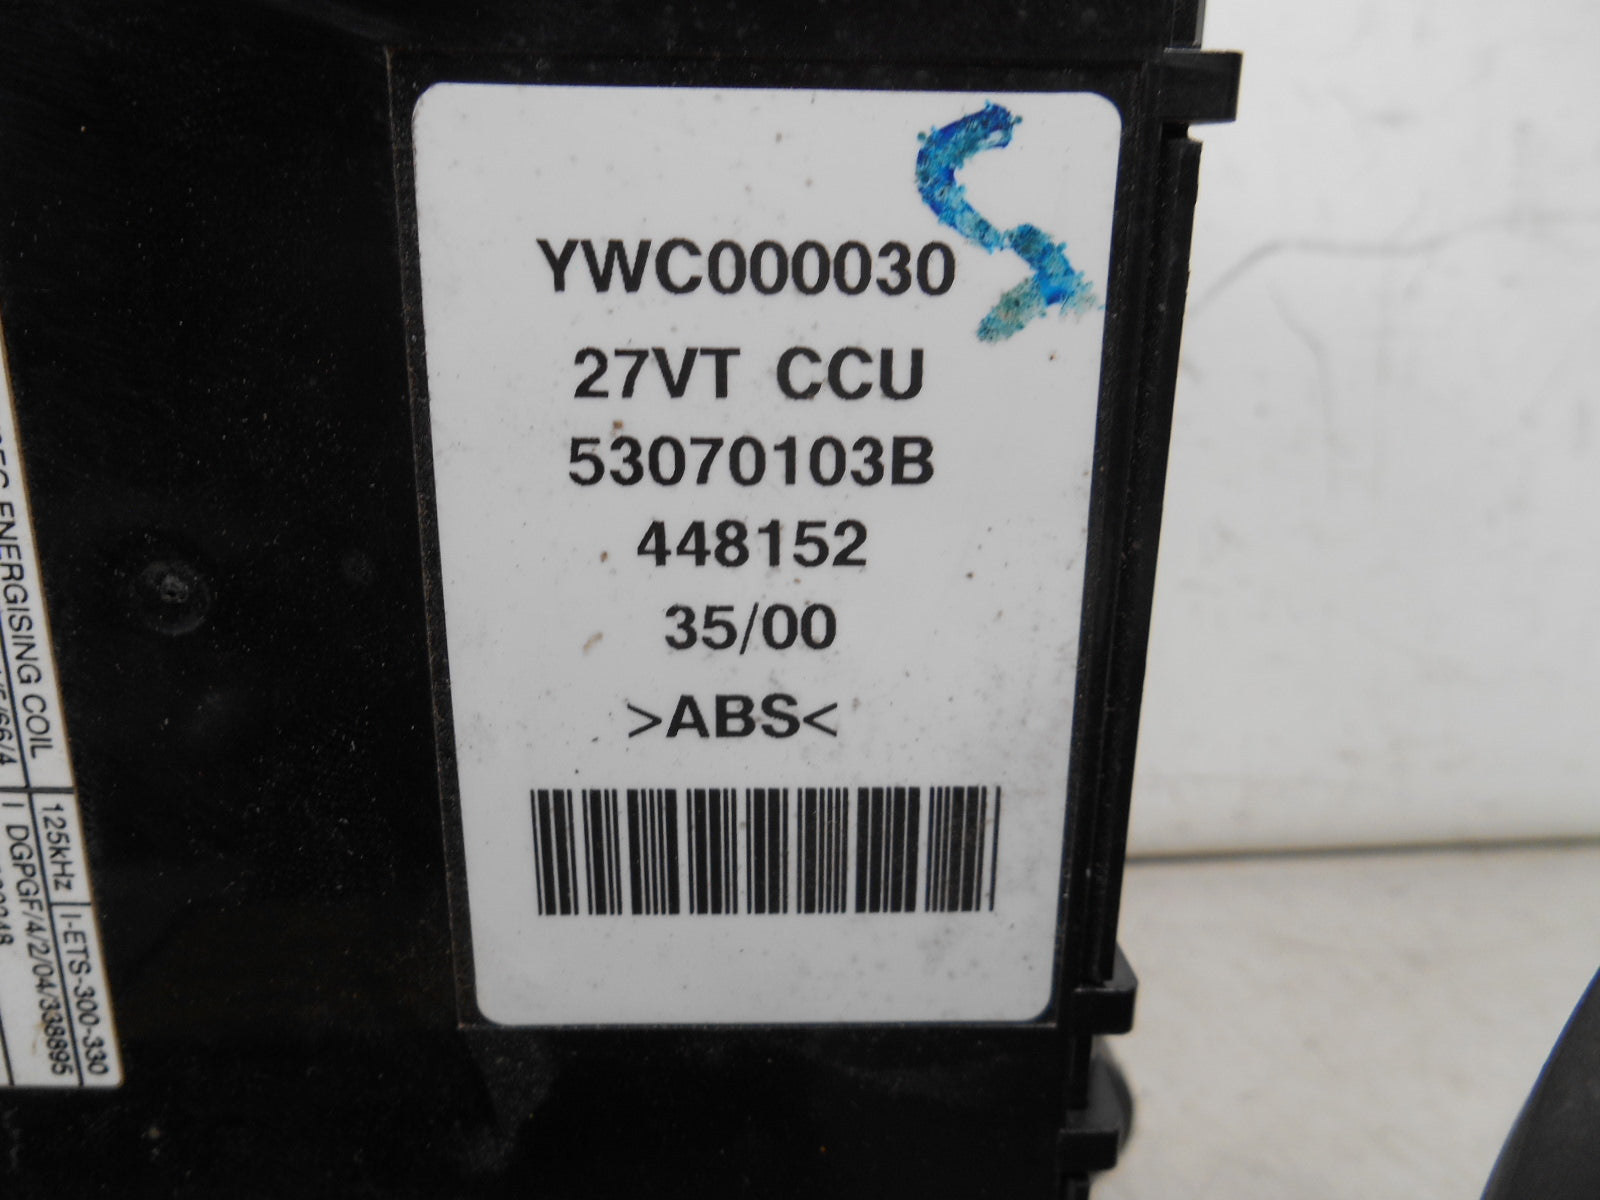 YWC000030
27VT CCU
53070103B
448152
35/00
>ABS<
ENERGISING COIL
125kHz
I-ETS-300-330
I DGPGF/4/2/04/338895